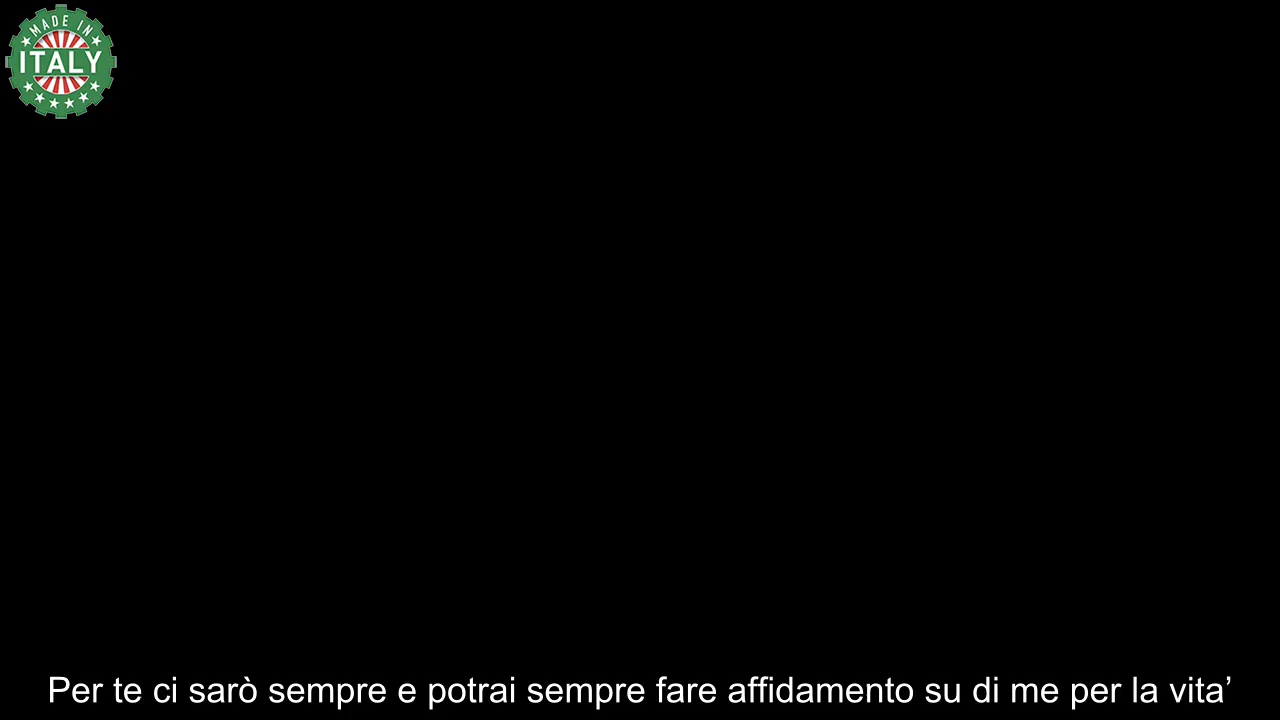 MADE IN
ITALY
Per te ci sarò sempre e potrai sempre fare affidamento su di me per la vita’